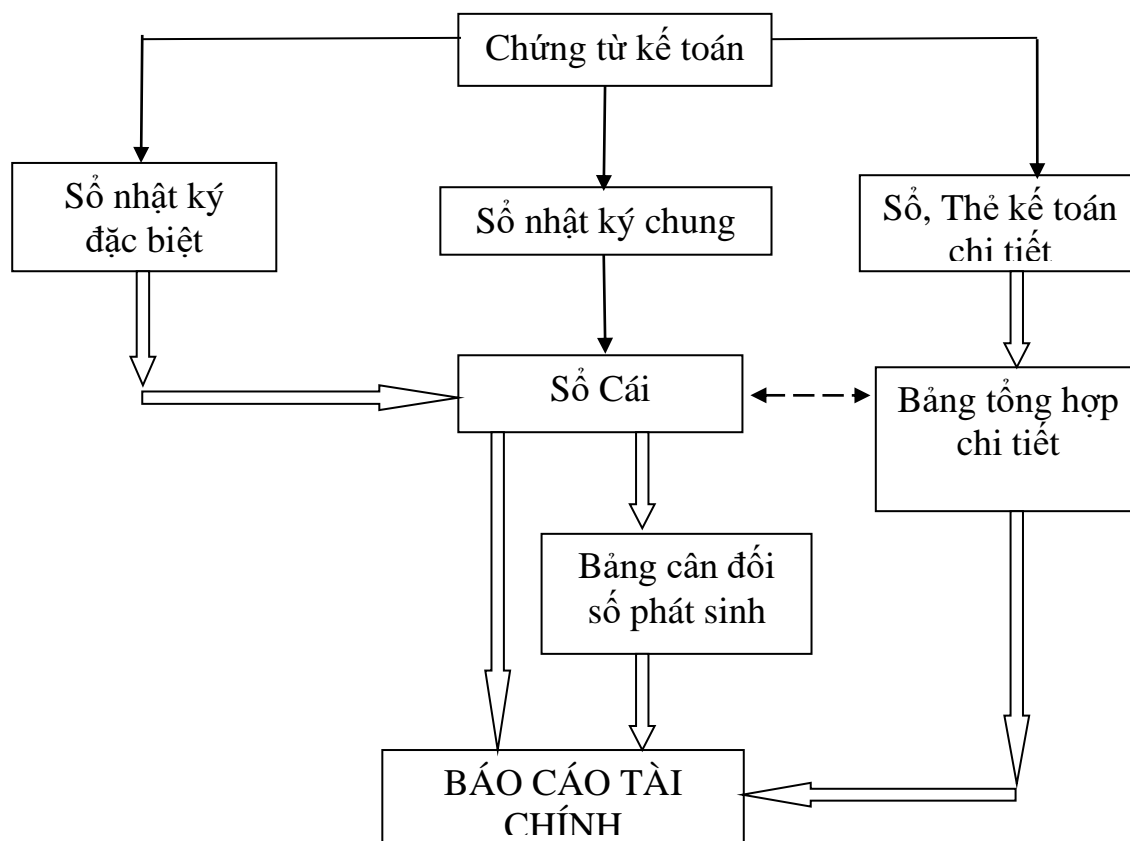 Chứng từ kế toán
Sổ nhật ký
đặc biệt
Sổ nhật ký chung
Sổ, Thẻ kế toán
chi tiết
Sổ Cái
Bảng tổng hợp
chi tiết
Bảng cân đối
số phát sinh
BÁO CÁO TÀI
CHÍNH